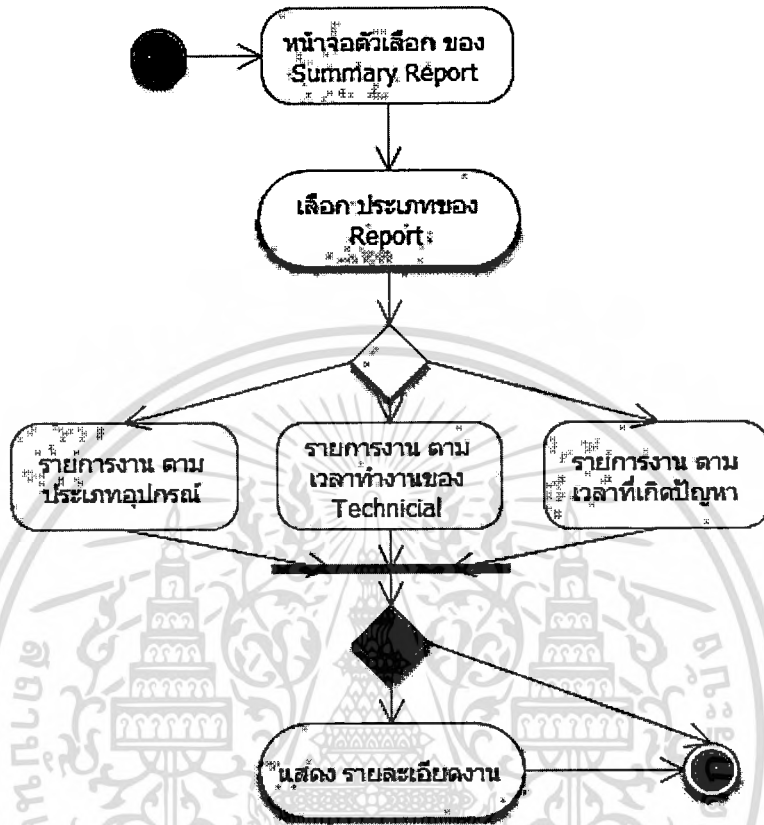 หน้าจอตัวเลือก ของ
Summary Report
เลือก ประเภทของ
Report
รายการงาน ตาม
ประเภทอุปกรณ์
รายการงาน ตาม
เวลาทำงานของ
Technicial
รายการงาน ตาม
เวลาที่เกิดปัญหา
แสดง รายละเอียดงาน